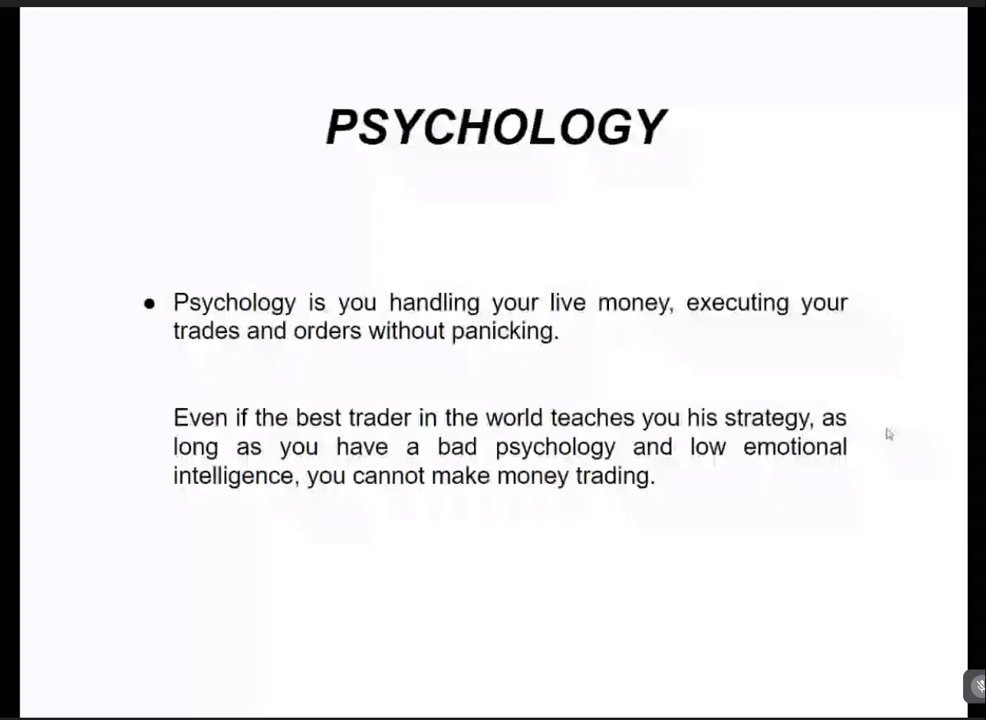 PSYCHOLOGY
● Psychology is you handling your live money, executing your
trades and orders without panicking.
Even if the best trader in the world teaches you his strategy, as
long as you have a bad psychology and low emotional
intelligence, you cannot make money trading.